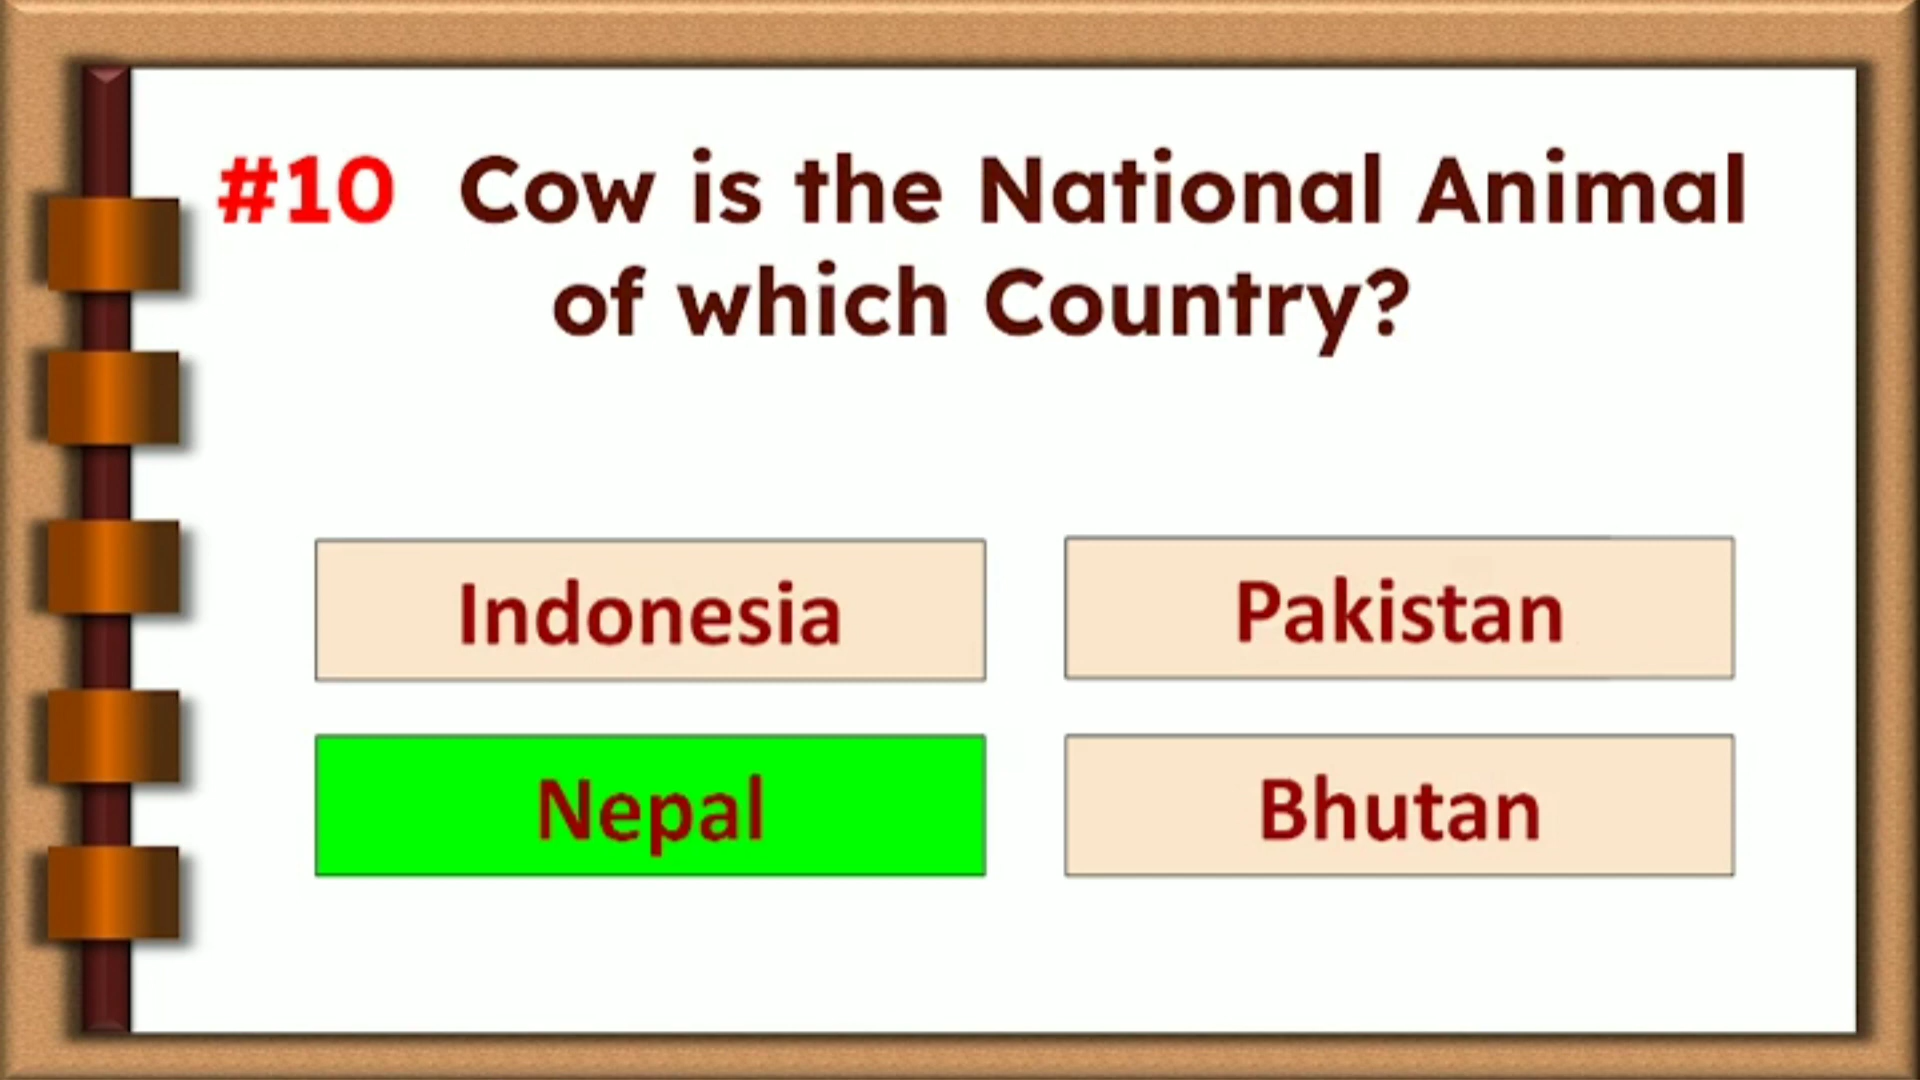 #10 Cow is the National Animal
of which Country?
Indonesia
Pakistan
Nepal
Bhutan